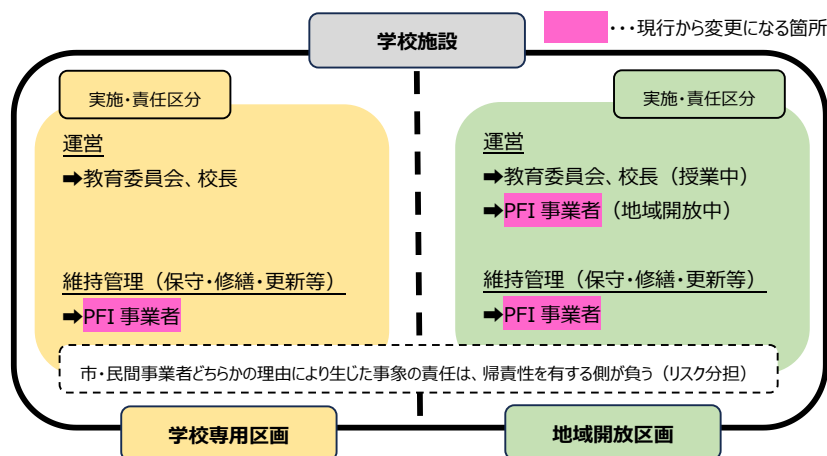 学校施設
・・・現行から変更になる箇所
実施・責任区分
運営
➡教育委員会、校長
維持管理（保守・修繕・更新等）
➡PFI 事業者
実施・責任区分
運営
➡教育委員会、校長（授業中）
➡PFI 事業者（地域開放中）
維持管理（保守・修繕・更新等）
➡PFI 事業者
市・民間事業者どちらかの理由により生じた事象の責任は、帰責性を有する側が負う（リスク分担）
学校専用区画
地域開放区画